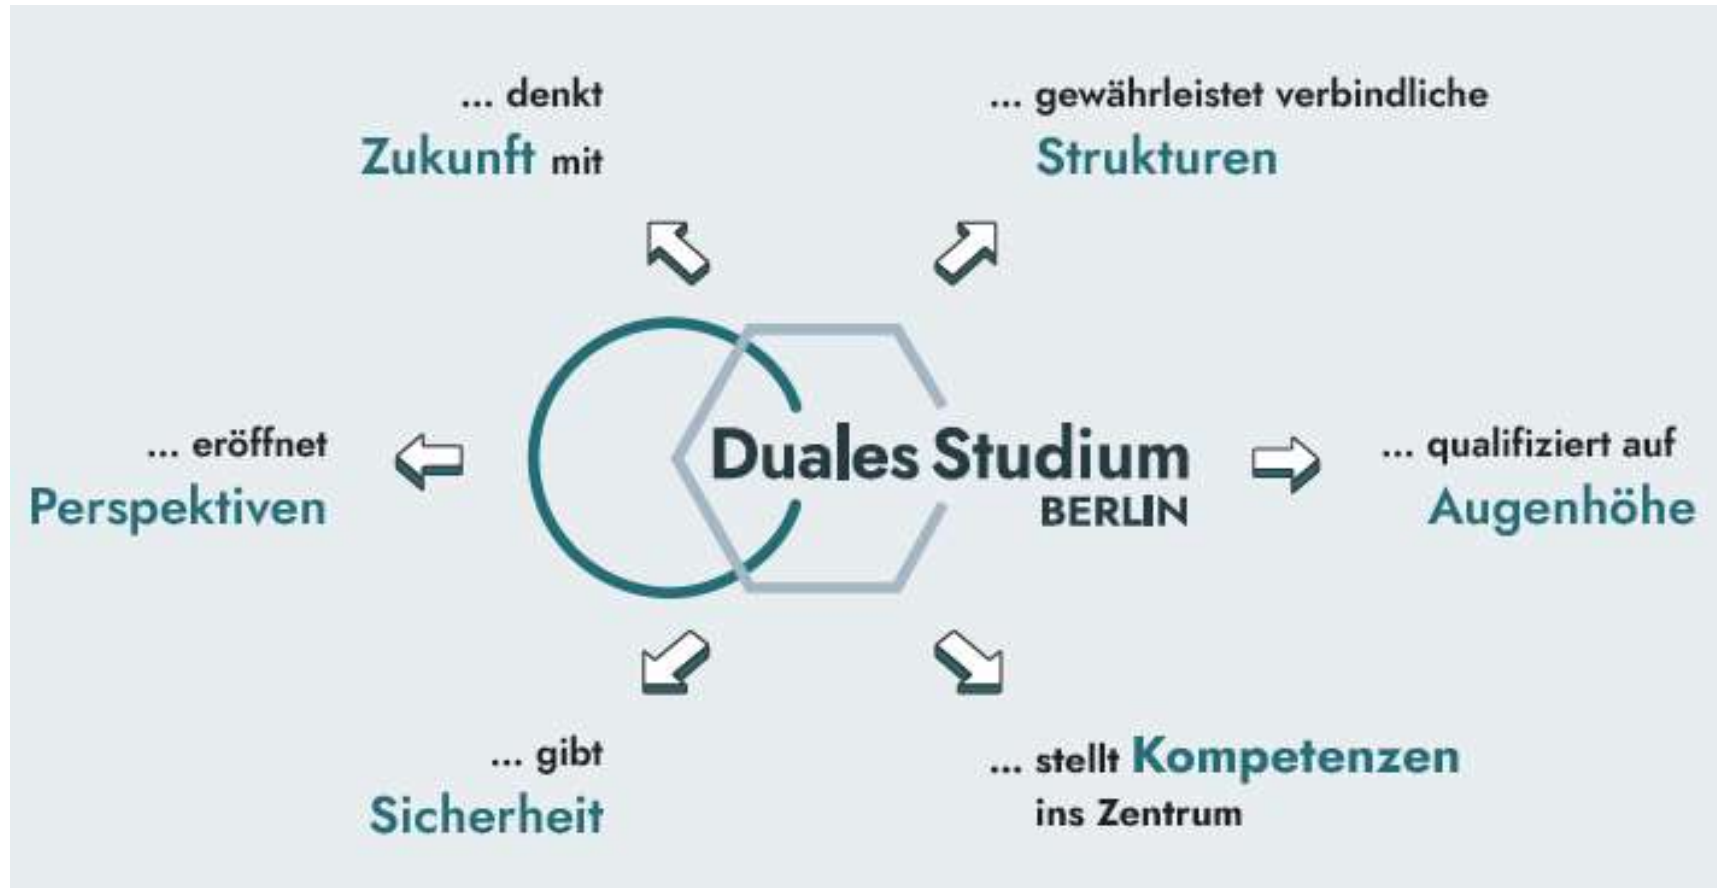 ... denkt
Zukunft mit
... gewährleistet verbindliche
Strukturen
... eröffnet
Perspektiven
Duales Studium
BERLIN
... qualifiziert auf
Augenhöhe
... gibt
Sicherheit
... stellt Kompetenzen
ins Zentrum